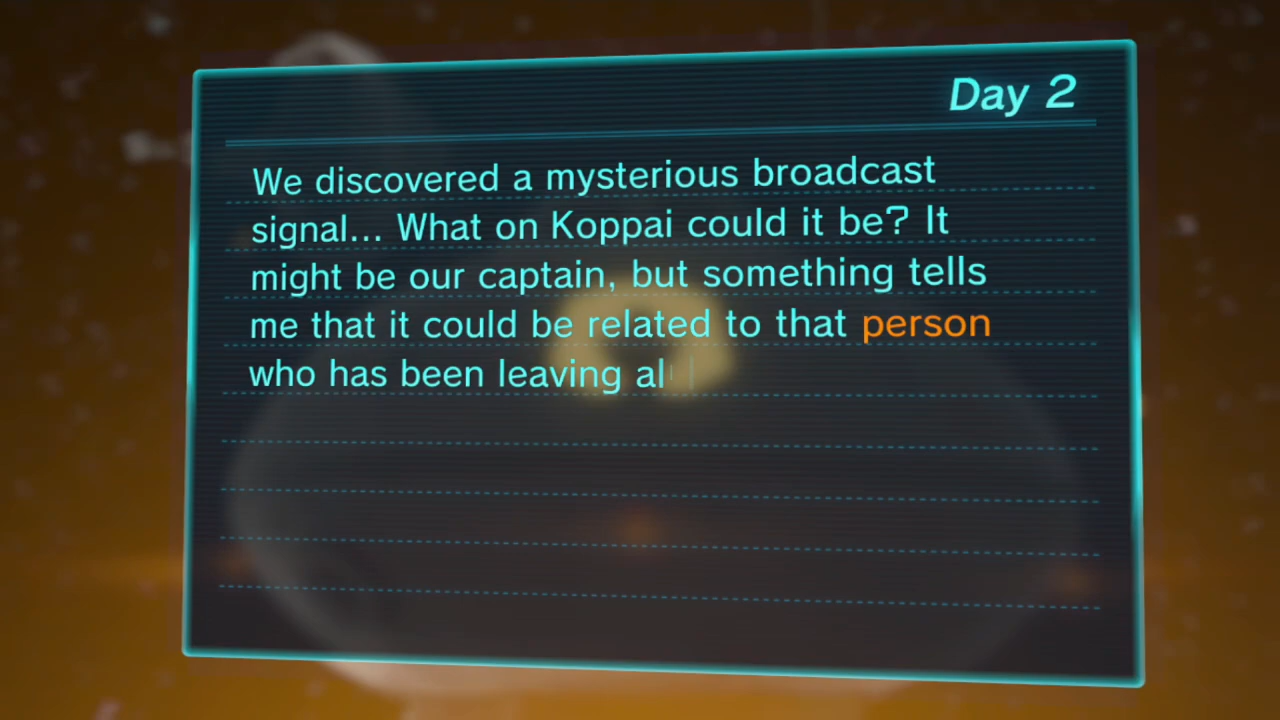 Day 2
We discovered a mysterious broadcast
signal... What on Koppai could it be? It
might be our captain, but something tells
me that it could be related to that person
who has been leaving al